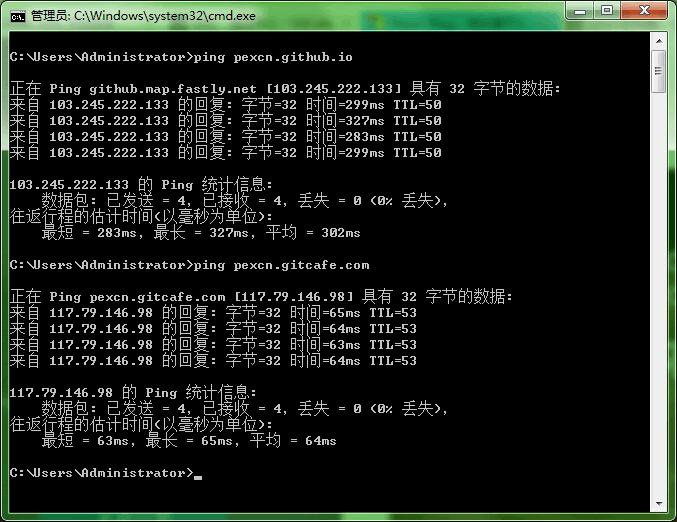 管理员: C:\Windows\system32\cmd.exe
C:\Users\Administrator>ping pexcn.github.io
正在 Ping github.map.fastly.net [103.245.222.133] 具有 32 字节的数据:
来自 103.245.222.133 的回复: 字节=32 时间=299ms TTL=50
来自 103.245.222.133 的回复: 字节=32 时间=327ms TTL=50
来自 103.245.222.133 的回复: 字节=32 时间=283ms TTL=50
来自 103.245.222.133 的回复: 字节=32 时间=299ms TTL=50
103.245.222.133 的 Ping 统计信息:
数据包: 已发送 = 4, 已接收 = 4, 丢失 = 0 (0% 丢失),
往返行程的估计时间(以毫秒为单位):
最短 = 283ms, 最长 = 327ms, 平均 = 302ms
C:\Users\Administrator>ping pexcn.gitcafe.com
正在 Ping pexcn.gitcafe.com [117.79.146.98] 具有 32 字节的数据:
来自 117.79.146.98 的回复: 字节=32 时间=65ms TTL=53
来自 117.79.146.98 的回复: 字节=32 时间=64ms TTL=53
来自 117.79.146.98 的回复: 字节=32 时间=63ms TTL=53
来自 117.79.146.98 的回复: 字节=32 时间=64ms TTL=53
117.79.146.98 的 Ping 统计信息:
数据包: 已发送 = 4, 已接收 = 4, 丢失 = 0 (0% 丢失),
往返行程的估计时间(以毫秒为单位):
最短 = 63ms, 最长 = 65ms, 平均 = 64ms
C:\Users\Administrator>